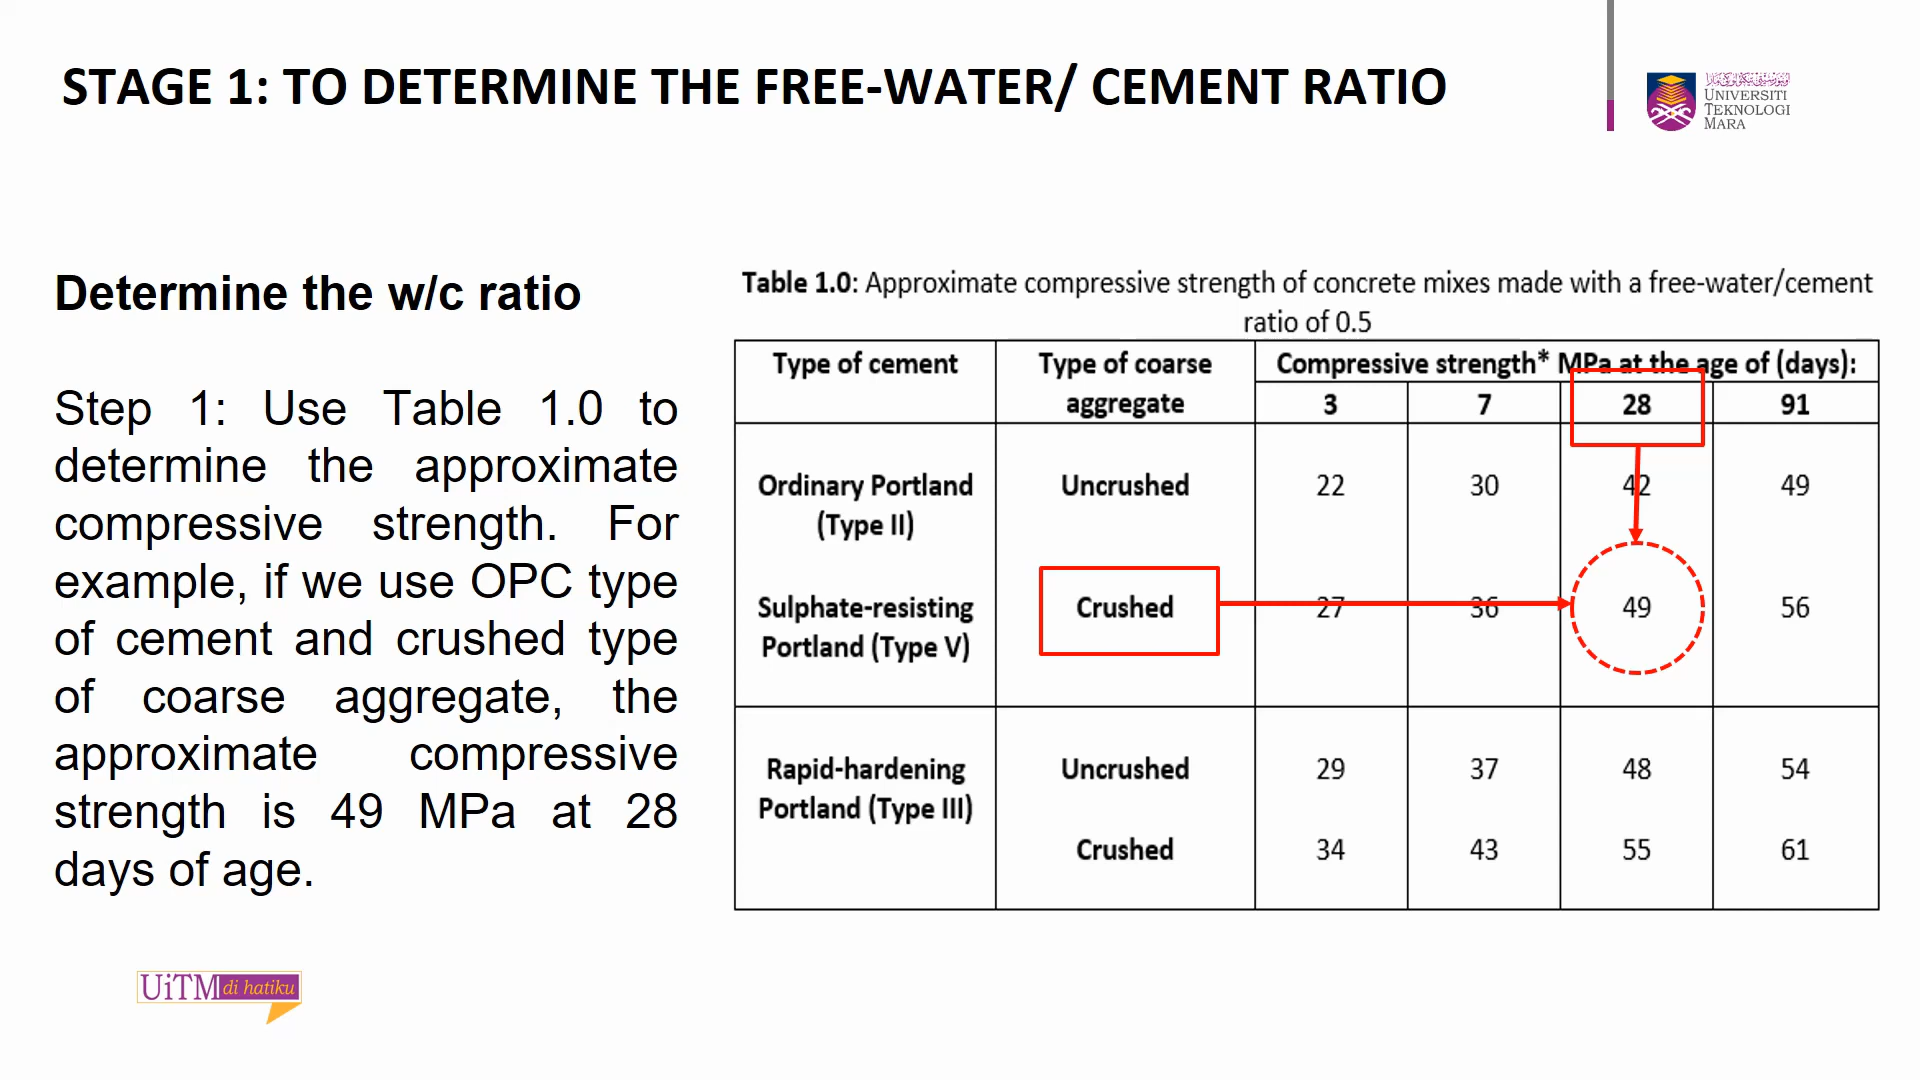 STAGE 1: TO DETERMINE THE FREE-WATER/ CEMENT RATIO
UNIVERSITI
TEKNOLOGI
MARA
Determine the w/c ratio
Step 1: Use Table 1.0 to
determine the approximate
compressive strength. For
example, if we use OPC type
of cement and crushed type
of coarse aggregate, the
approximate compressive
strength is 49 MPa at 28
days of age.
Table 1.0: Approximate compressive strength of concrete mixes made with a free-water/cement
ratio of 0.5
Type of cement Type of coarse aggregate Compressive strength* MPa at the age of (days):
3 7 28 91
Ordinary Portland Uncrushed 22 30 42 49
(Type II)
Sulphate-resisting Crushed 27 36 49 56
Portland (Type V)
Rapid-hardening Uncrushed 29 37 48 54
Portland (Type III)
Crushed 34 43 55 61
UiTM di hatiku